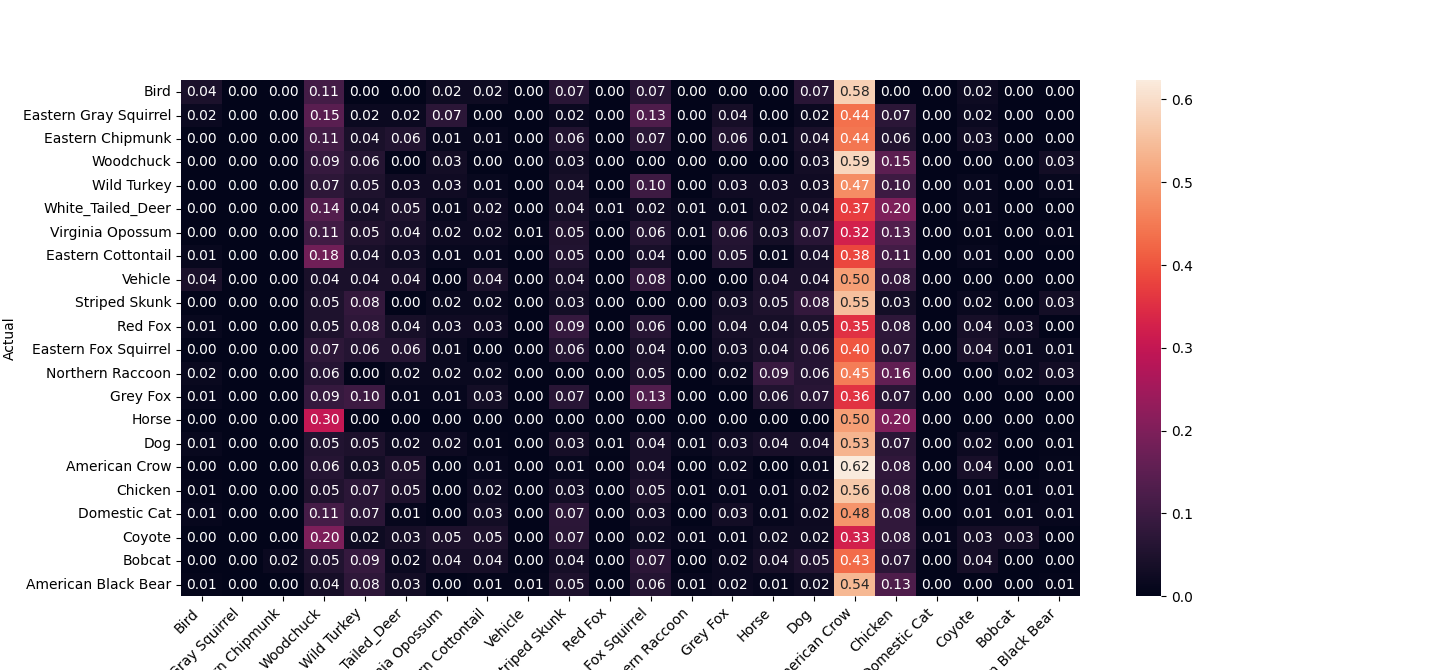 Bird 0.04 0.00 0.00 0.11 0.00 0.00 0.02 0.02 0.00 0.07 0.00 0.07 0.00 0.00 0.00 0.07 0.58 0.00 0.00 0.02 0.00 0.00
0.6
Eastern Gray Squirrel 0.02 0.00 0.00 0.15 0.02 0.02 0.07 0.00 0.00 0.02 0.00 0.13 0.00 0.04 0.00 0.02 0.44 0.07 0.00 0.02 0.00 0.00
Eastern Chipmunk 0.00 0.00 0.00 0.11 0.04 0.06 0.01 0.01 0.00 0.06 0.00 0.07 0.00 0.06 0.01 0.04 0.44 0.06 0.00 0.03 0.00 0.00
Woodchuck 0.00 0.00 0.00 0.09 0.06 0.00 0.03 0.00 0.00 0.03 0.00 0.00 0.00 0.00 0.00 0.03 0.59 0.15 0.00 0.00 0.00 0.03
Wild Turkey 0.00 0.00 0.00 0.07 0.05 0.03 0.03 0.01 0.00 0.04 0.00 0.10 0.00 0.03 0.03 0.03 0.47 0.10 0.00 0.01 0.00 0.01
0.5
White_Tailed_Deer 0.00 0.00 0.00 0.14 0.04 0.05 0.01 0.02 0.00 0.04 0.01 0.02 0.01 0.01 0.02 0.04 0.37 0.20 0.00 0.01 0.00 0.00
Virginia Opossum 0.00 0.00 0.00 0.11 0.05 0.04 0.02 0.02 0.01 0.05 0.00 0.06 0.01 0.06 0.03 0.07 0.32 0.13 0.00 0.01 0.00 0.01
Eastern Cottontail 0.01 0.00 0.00 0.18 0.04 0.03 0.01 0.01 0.00 0.05 0.00 0.04 0.00 0.05 0.01 0.04 0.38 0.11 0.00 0.01 0.00 0.00
0.4
Vehicle 0.04 0.00 0.00 0.04 0.04 0.04 0.00 0.04 0.00 0.04 0.00 0.08 0.00 0.00 0.04 0.04 0.50 0.08 0.00 0.00 0.00 0.00
Striped Skunk 0.00 0.00 0.00 0.05 0.08 0.00 0.02 0.02 0.00 0.03 0.00 0.00 0.00 0.03 0.05 0.08 0.55 0.03 0.00 0.02 0.00 0.03
Red Fox 0.01 0.00 0.00 0.05 0.08 0.04 0.03 0.03 0.00 0.09 0.00 0.06 0.00 0.04 0.04 0.05 0.35 0.08 0.00 0.04 0.03 0.00
Actual
Eastern Fox Squirrel 0.00 0.00 0.00 0.07 0.06 0.06 0.01 0.00 0.00 0.06 0.00 0.04 0.00 0.03 0.04 0.06 0.40 0.07 0.00 0.04 0.01 0.01
0.3
Northern Raccoon 0.02 0.00 0.00 0.06 0.00 0.02 0.02 0.02 0.00 0.00 0.00 0.05 0.00 0.02 0.09 0.06 0.45 0.16 0.00 0.00 0.02 0.03
Grey Fox 0.01 0.00 0.00 0.09 0.10 0.01 0.01 0.03 0.00 0.07 0.00 0.13 0.00 0.00 0.06 0.07 0.36 0.07 0.00 0.00 0.00 0.00
Horse 0.00 0.00 0.00 0.30 0.00 0.00 0.00 0.00 0.00 0.00 0.00 0.00 0.00 0.00 0.00 0.00 0.50 0.20 0.00 0.00 0.00 0.00
0.2
Dog 0.01 0.00 0.00 0.05 0.05 0.02 0.02 0.01 0.00 0.03 0.01 0.04 0.01 0.03 0.04 0.04 0.53 0.07 0.00 0.02 0.00 0.01
American Crow 0.00 0.00 0.00 0.06 0.03 0.05 0.00 0.01 0.00 0.01 0.00 0.04 0.00 0.02 0.00 0.01 0.62 0.08 0.00 0.04 0.00 0.01
Chicken 0.01 0.00 0.00 0.05 0.07 0.05 0.00 0.02 0.00 0.03 0.00 0.05 0.01 0.01 0.01 0.02 0.56 0.08 0.00 0.01 0.01 0.01
Domestic Cat 0.01 0.00 0.00 0.11 0.07 0.01 0.00 0.03 0.00 0.07 0.00 0.03 0.00 0.03 0.01 0.02 0.48 0.08 0.00 0.01 0.01 0.01
0.1
Coyote 0.00 0.00 0.00 0.20 0.02 0.03 0.05 0.05 0.00 0.07 0.00 0.02 0.01 0.01 0.02 0.02 0.33 0.08 0.01 0.03 0.03 0.00
Bobcat 0.00 0.00 0.02 0.05 0.09 0.02 0.04 0.04 0.00 0.04 0.00 0.07 0.00 0.02 0.04 0.05 0.43 0.07 0.00 0.04 0.00 0.00
American Black Bear 0.01 0.00 0.00 0.04 0.08 0.03 0.00 0.01 0.01 0.05 0.00 0.06 0.01 0.02 0.01 0.02 0.54 0.13 0.00 0.00 0.00 0.01
0.0
Bird
Gray Squirrel
rn Chipmunk
Woodchuck
Wild Turkey
Tailed_Deer
nia Opossum
rn Cottontail
Vehicle
triped Skunk
Red Fox
Fox Squirrel
ern Raccoon
Grey Fox
Horse
Dog
merican Crow
Chicken
Domestic Cat
Coyote
Bobcat
n Black Bear